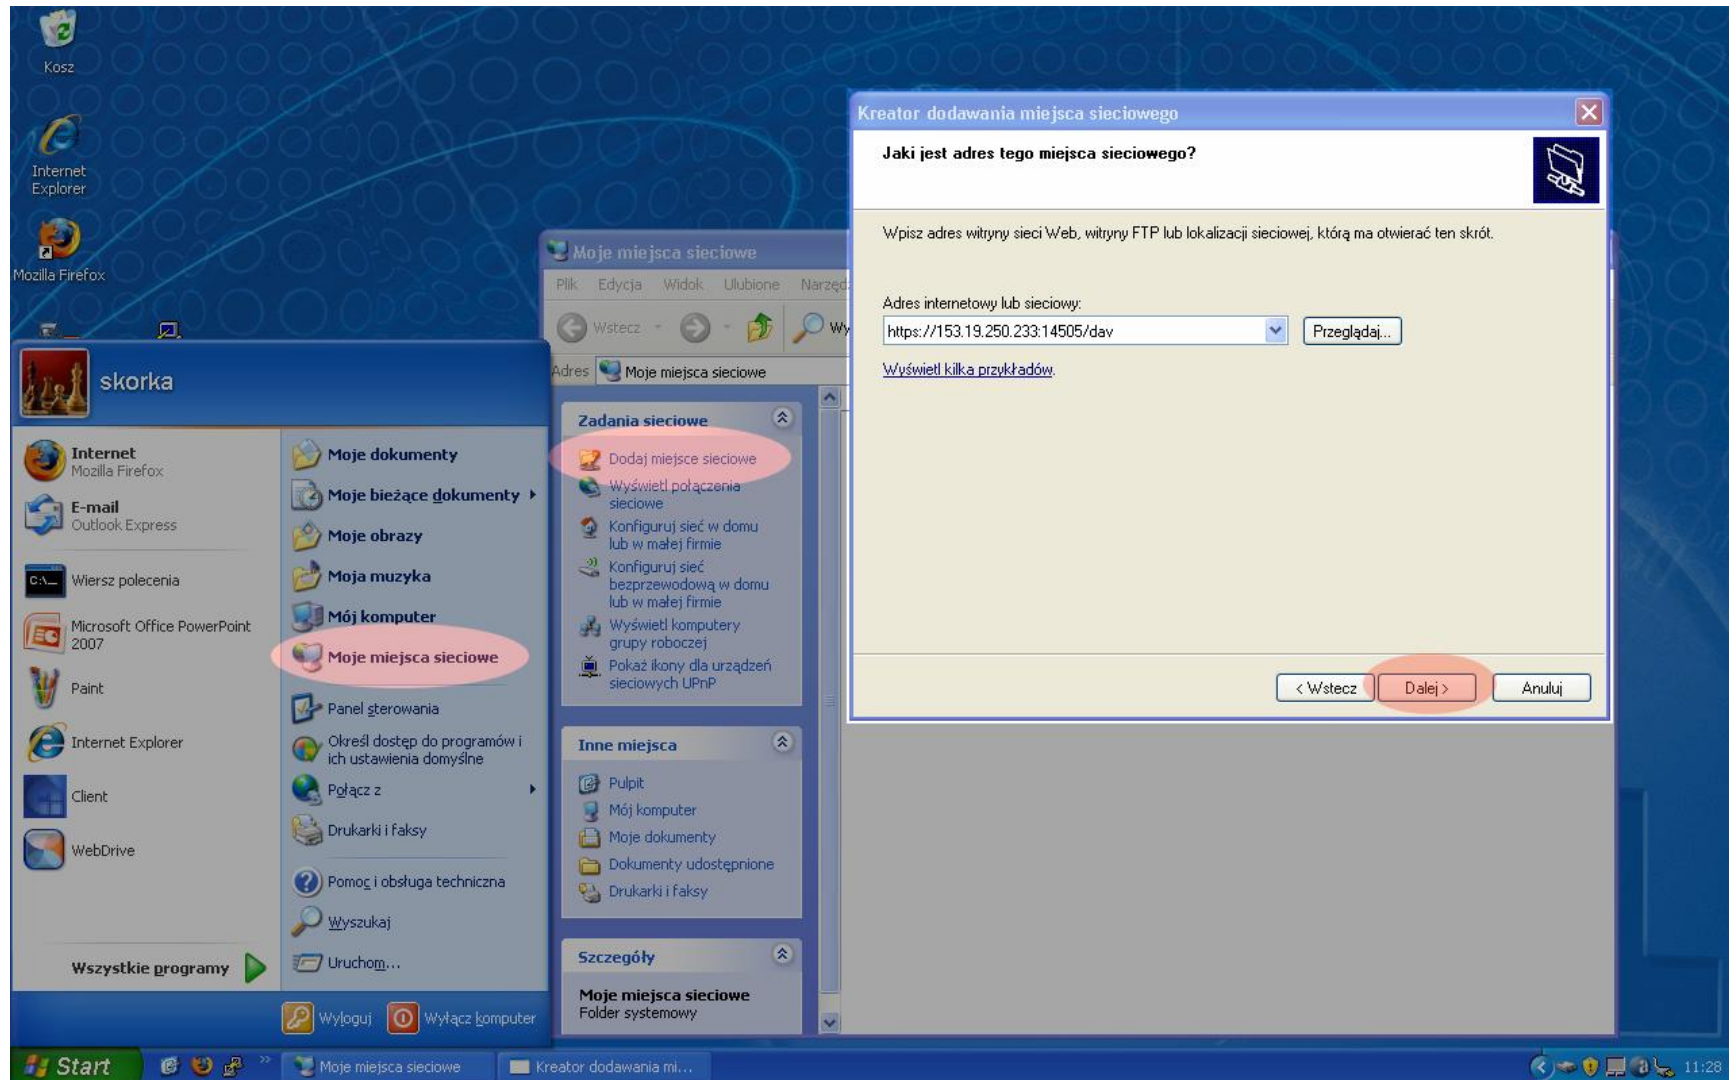 Kosz
Internet
Explorer
Mozilla Firefox
Kreator dodawania miejsca sieciowego
Jaki jest adres tego miejsca sieciowego?
Wpisz adres witryny sieci Web, witryny FTP lub lokalizacji sieciowej, którą ma otwierać ten skrót.
Adres internetowy lub sieciowy:
https://153.19.250.233:14505/dav
Przeglądaj...
Wyświetl kilka przykładów.
< Wstecz
Dalej >
Anuluj
Moje miejsca sieciowe
Plik Edycja Widok Ulubione
Wstecz
Adres Moje miejsca sieciowe
Zadania sieciowe
Dodaj miejsce sieciowe
Wyświetl połączenia
sieciowe
Konfiguruj sieć w domu
lub w małej firmie
Konfiguruj sieć
bezprzewodową w domu
lub w małej firmie
Wyświetl komputery
grupy roboczej
Pokaż ikony dla urządzeń
sieciowych UPnP
Inne miejsca
Pulpit
Mój komputer
Moje dokumenty
Dokumenty udostępnione
Drukarki i faksy
Szczegóły
Moje miejsca sieciowe
Folder systemowy
skorka
Internet
Mozilla Firefox
E-mail
Outlook Express
C:\_
Wiersz polecenia
Microsoft Office PowerPoint
2007
Paint
Internet Explorer
Client
WebDrive
Wszystkie programy
Moje dokumenty
Moje bieżące dokumenty
Moje obrazy
Moja muzyka
Mój komputer
Moje miejsca sieciowe
Panel sterowania
Określ dostęp do programów i
ich ustawienia domyślne
Połącz z
Drukarki i faksy
Pomoc i obsługa techniczna
Wyszukaj
Uruchom...
Wyloguj
Wyłącz komputer
Start
Moje miejsca sieciowe
Kreator dodawania mi...
11:28